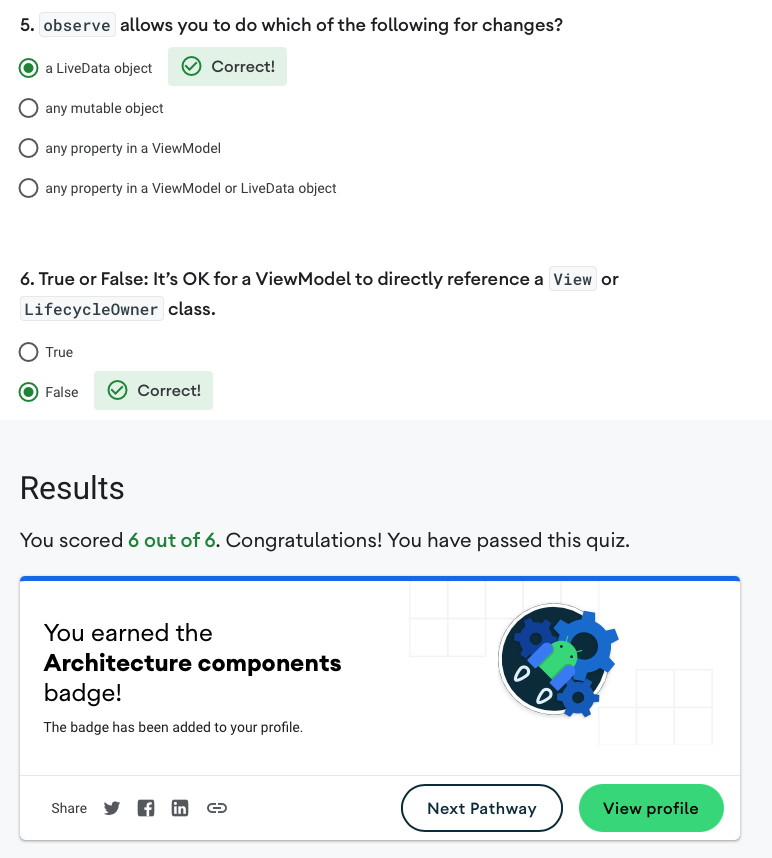 5. observe allows you to do which of the following for changes?
a LiveData object Correct!
any mutable object
any property in a ViewModel
any property in a ViewModel or LiveData object
6. True or False: It’s OK for a ViewModel to directly reference a View or
LifecycleOwner class.
True
False Correct!
Results
You scored 6 out of 6. Congratulations! You have passed this quiz.
You earned the
Architecture components
badge!
The badge has been added to your profile.
Share Next Pathway View profile